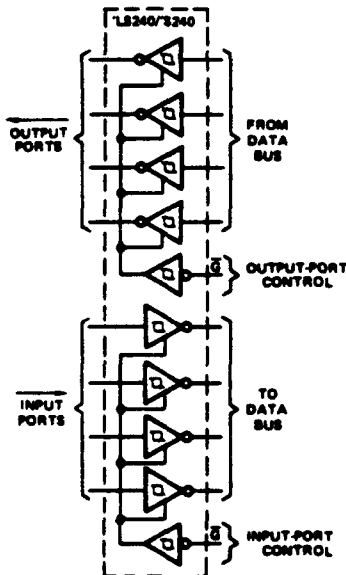 'LS240/'S240
OUTPUT
PORTS
FROM
DATA
BUS
G̅
OUTPUT-PORT
CONTROL
INPUT
PORTS
TO
DATA
BUS
G̅
INPUT-PORT
CONTROL